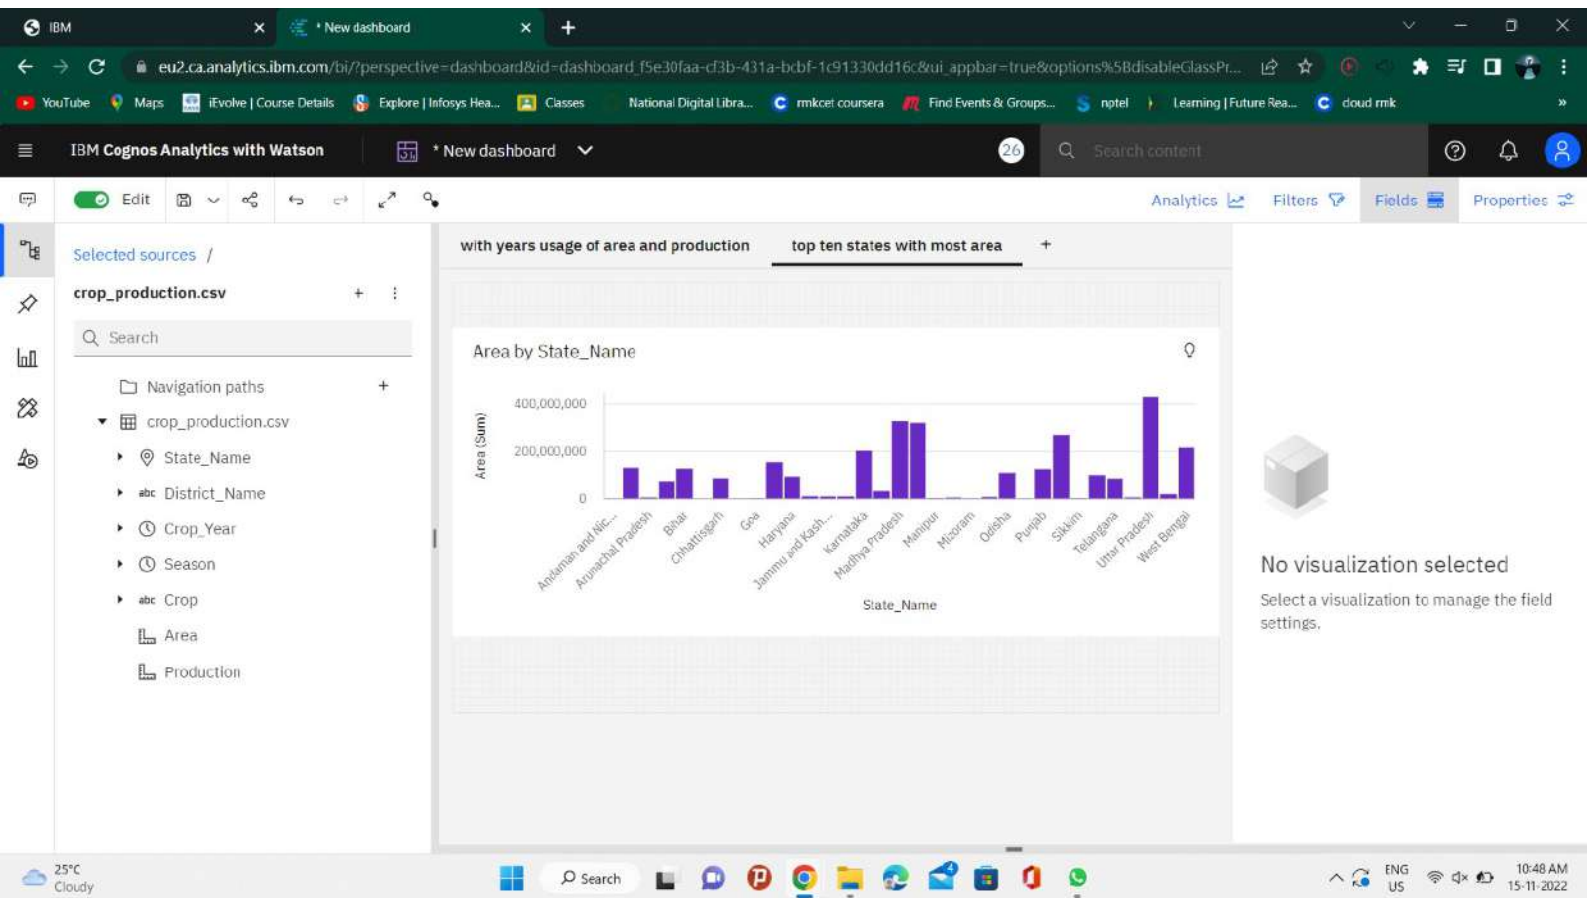 IBM
* New dashboard
eu2.ca.analytics.ibm.com/bi/?perspective=dashboard&id=dashboard_f5e30faa-cf3b-431a-bcbf-1c91330dd16c&ui_appbar=true&options%5BdisableGlassPr...
YouTube Maps iEvolve | Course Details Explore | Infosys Hea... Classes National Digital Libra... rmkcet coursera Find Events & Groups... nptel Learning | Future Rea... cloud rmk »
IBM Cognos Analytics with Watson
* New dashboard
26
Search content
Edit
Analytics
Filters
Fields
Properties
Selected sources /
crop_production.csv
Search
Navigation paths
crop_production.csv
State_Name
abc District_Name
Crop_Year
Season
abc Crop
Area
Production
with years usage of area and production
top ten states with most area
Area by State_Name
Area (Sum)
400,000,000
200,000,000
0
Andaman and Nic...
Arunachal Pradesh
Bihar
Chhattisgarh
Goa
Haryana
Jammu and Kash...
Karnataka
Madhya Pradesh
Manipur
Mizoram
Odisha
Punjab
Sikkim
Telangana
Uttar Pradesh
West Bengal
State_Name
No visualization selected
Select a visualization to manage the field
settings.
25°C
Cloudy
Search
ENG
US
10:48 AM
15-11-2022